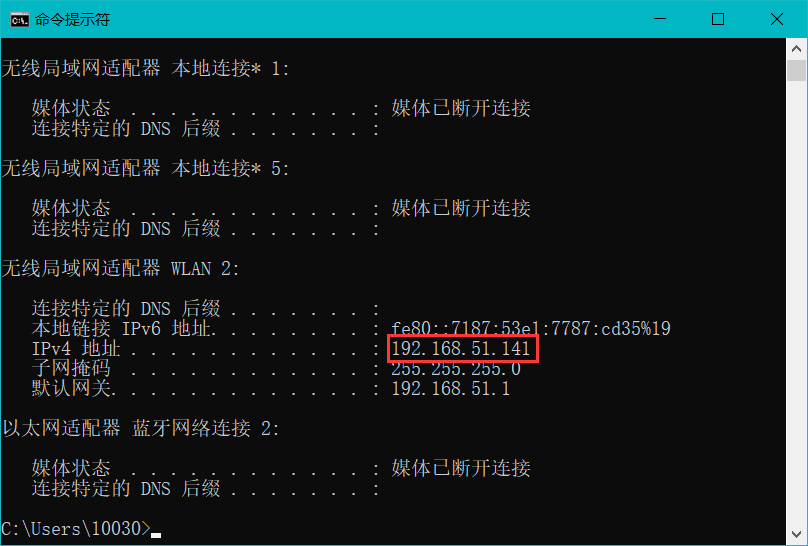 命令提示符
无线局域网适配器 本地连接* 1:
媒体状态 . . . . . . . . . . . . : 媒体已断开连接
连接特定的 DNS 后缀 . . . . . . . :
无线局域网适配器 本地连接* 5:
媒体状态 . . . . . . . . . . . . : 媒体已断开连接
连接特定的 DNS 后缀 . . . . . . . :
无线局域网适配器 WLAN 2:
连接特定的 DNS 后缀 . . . . . . . :
本地链接 IPv6 地址. . . . . . . . : fe80::7187:53e1:7787:cd35%19
IPv4 地址 . . . . . . . . . . . . : 192.168.51.141
子网掩码 . . . . . . . . . . . . : 255.255.255.0
默认网关. . . . . . . . . . . . . : 192.168.51.1
以太网适配器 蓝牙网络连接 2:
媒体状态 . . . . . . . . . . . . : 媒体已断开连接
连接特定的 DNS 后缀 . . . . . . . :
C:\Users\10030>